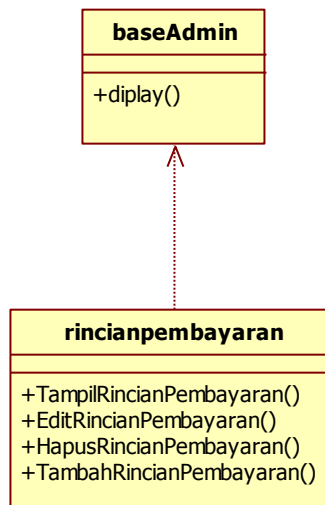 baseAdmin
+diplay()
rincianpembayaran
+TampilRincianPembayaran()
+EditRincianPembayaran()
+HapusRincianPembayaran()
+TambahRincianPembayaran()